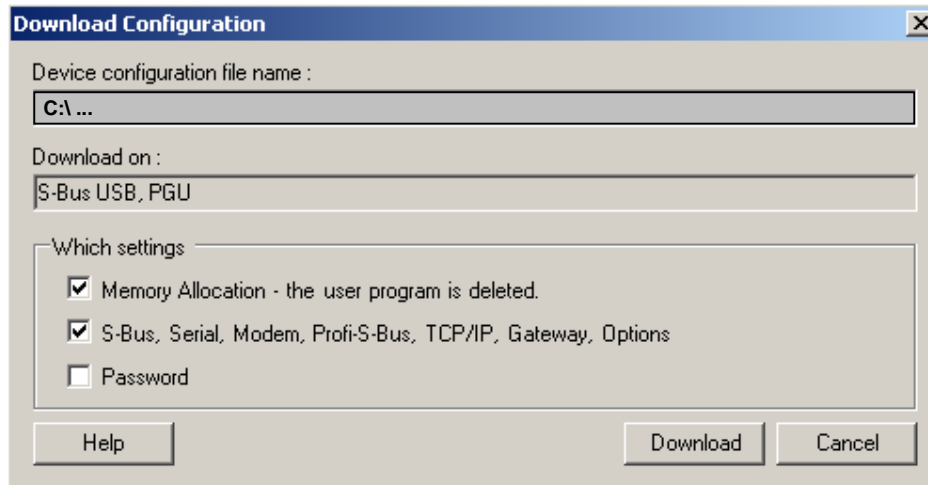 Download Configuration
Device configuration file name :
C:\ ...
Download on :
S-Bus USB, PGU
Which settings
Memory Allocation - the user program is deleted.
S-Bus, Serial, Modem, Profi-S-Bus, TCP/IP, Gateway, Options
Password
Help Download Cancel